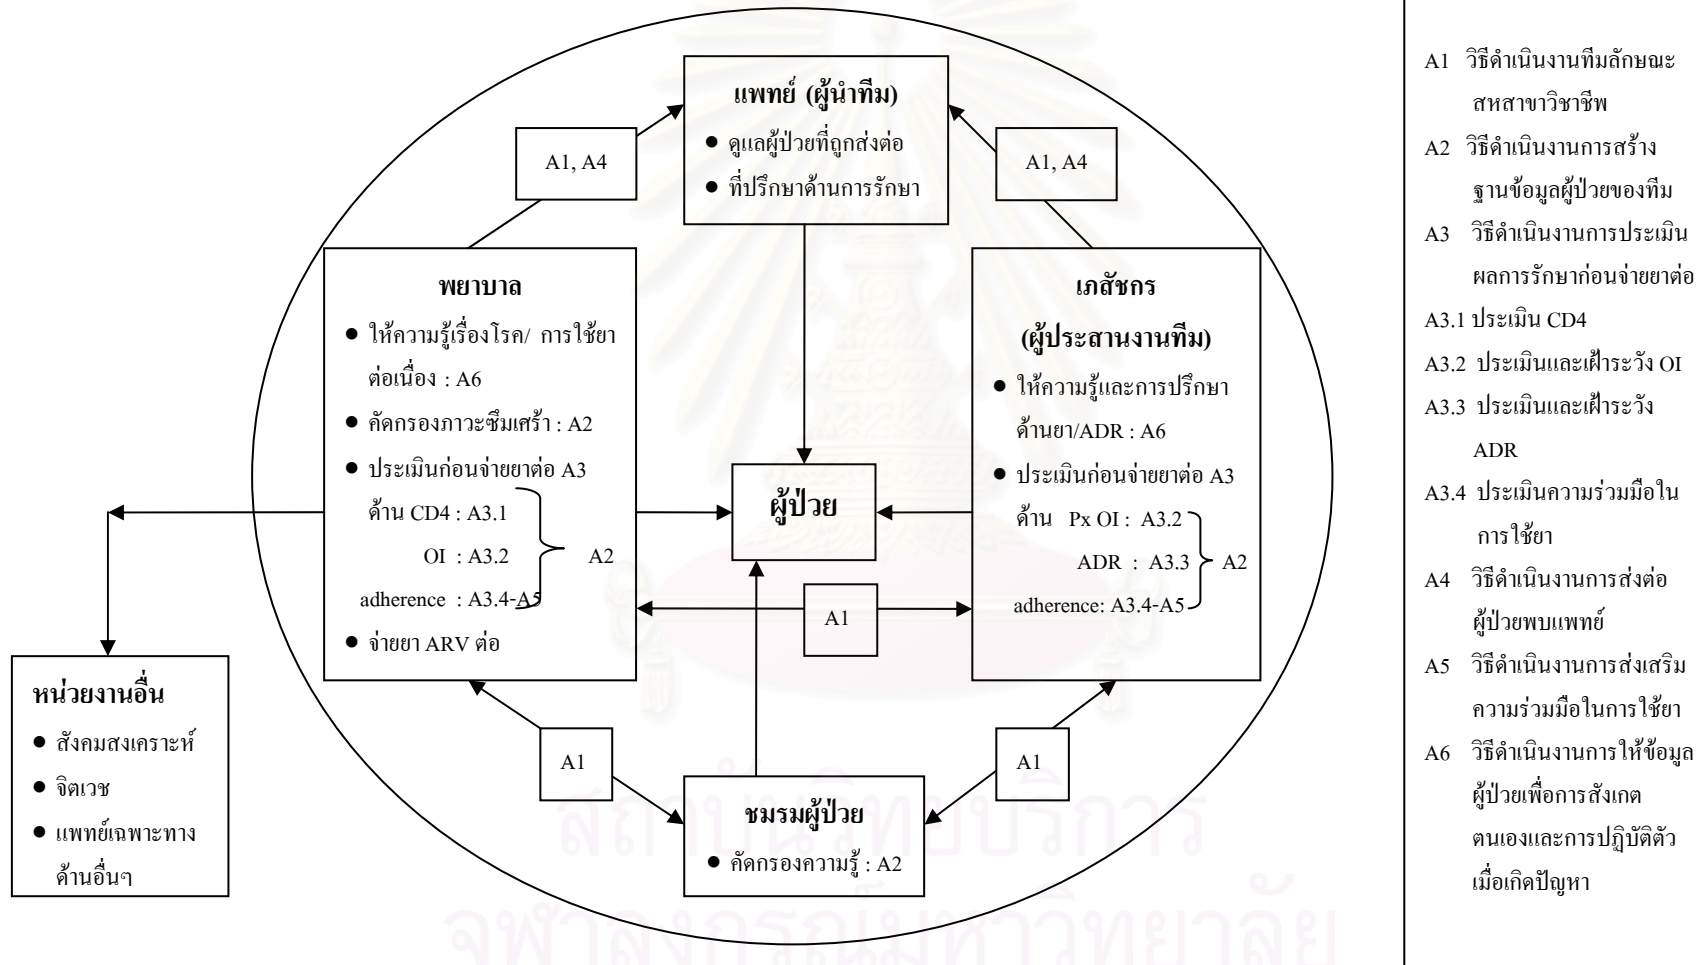 แพทย์ (ผู้นำทีม)
● ดูแลผู้ป่วยที่ถูกส่งต่อ
● ที่ปรึกษาด้านการรักษา
A1, A4
A1, A4
พยาบาล
● ให้ความรู้เรื่องโรค/ การใช้ยา
ต่อเนื่อง : A6
● คัดกรองภาวะซึมเศร้า : A2
● ประเมินก่อนจ่ายยาต่อ A3
ด้าน CD4 : A3.1
OI : A3.2
A2
adherence : A3.4-A5
● จ่ายยา ARV ต่อ
ผู้ป่วย
A1
เภสัชกร
(ผู้ประสานงานทีม)
● ให้ความรู้และการปรึกษา
ด้านยา/ADR : A6
● ประเมินก่อนจ่ายยาต่อ A3
ด้าน Px OI : A3.2
ADR : A3.3
A2
adherence: A3.4-A5
หน่วยงานอื่น
● สังคมสงเคราะห์
● จิตเวช
● แพทย์เฉพาะทาง
ด้านอื่นๆ
A1
A1
ชมรมผู้ป่วย
● คัดกรองความรู้ : A2
A1 วิธีดำเนินงานทีมลักษณะ
สหสาขาวิชาชีพ
A2 วิธีดำเนินงานการสร้าง
ฐานข้อมูลผู้ป่วยของทีม
A3 วิธีดำเนินงานการประเมิน
ผลการรักษาก่อนจ่ายยาต่อ
A3.1 ประเมิน CD4
A3.2 ประเมินและเฝ้าระวัง OI
A3.3 ประเมินและเฝ้าระวัง
ADR
A3.4 ประเมินความร่วมมือใน
การใช้ยา
A4 วิธีดำเนินงานการส่งต่อ
ผู้ป่วยพบแพทย์
A5 วิธีดำเนินงานการส่งเสริม
ความร่วมมือในการใช้ยา
A6 วิธีดำเนินงานการให้ข้อมูล
ผู้ป่วยเพื่อการสังเกต
ตนเองและการปฏิบัติตัว
เมื่อเกิดปัญหา
สถาบันวิทยบริการ
จุฬาลงกรณ์มหาวิทยาลัย